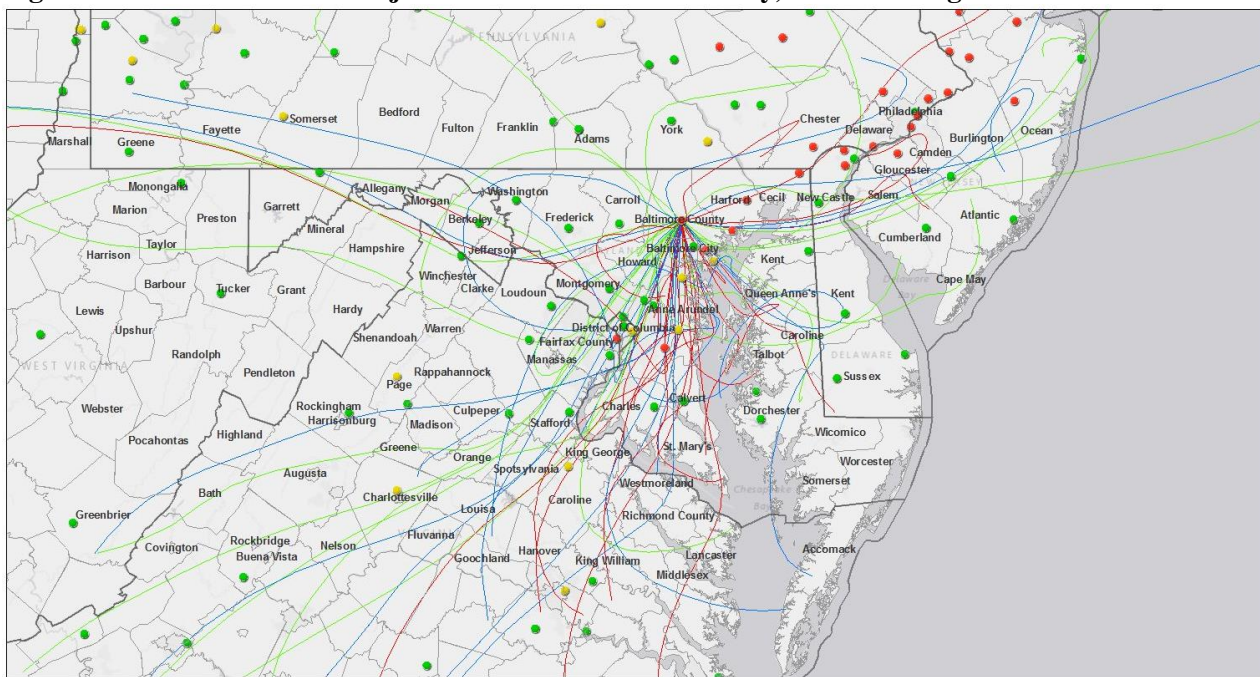 PENNSYLVANIA
Philadelphia
Chester
Somerset
Bedford
Fayette
Fulton
Franklin
York
Delaware
Ocean
Burlington
Marshall
Greene
Adams
Camden
Gloucester
Monongalia
Allegany
Washington
Morgan
Carroll
Harford
Cecil
New Castle
Salem
Marion
Preston
Garrett
Berkeley
Frederick
Baltimore County
Atlantic
Mineral
Taylor
Hampshire
Jefferson
Baltimore City
Cumberland
Harrison
Howard
Kent
Winchester
Barbour
Tucker
Grant
Clarke
Loudoun
Montgomery
Queen Anne's
Kent
Delaware
Bay
Cape May
Lewis
Hardy
Anne Arundel
Upshur
Warren
District of Columbia
Shenandoah
Fairfax County
Caroline
Randolph
Manassas
Talbot
DELAWARE
WEST VIRGINIA
Pendleton
Page
Rappahannock
Sussex
Webster
Rockingham
Harrisonburg
Culpeper
Charles
Calvert
Dorchester
Madison
Stafford
Highland
Wicomico
Pocahontas
Greene
St. Mary's
Orange
King George
Worcester
Augusta
Spotsylvania
Somerset
Westmoreland
Bath
Charlottesville
Caroline
Chesapeake
Bay
Louisa
Richmond County
Greenbrier
Fluvanna
Covington
Rockbridge
Nelson
Hanover
Accomack
Buena Vista
Goochland
King William
Lancaster
Middlesex